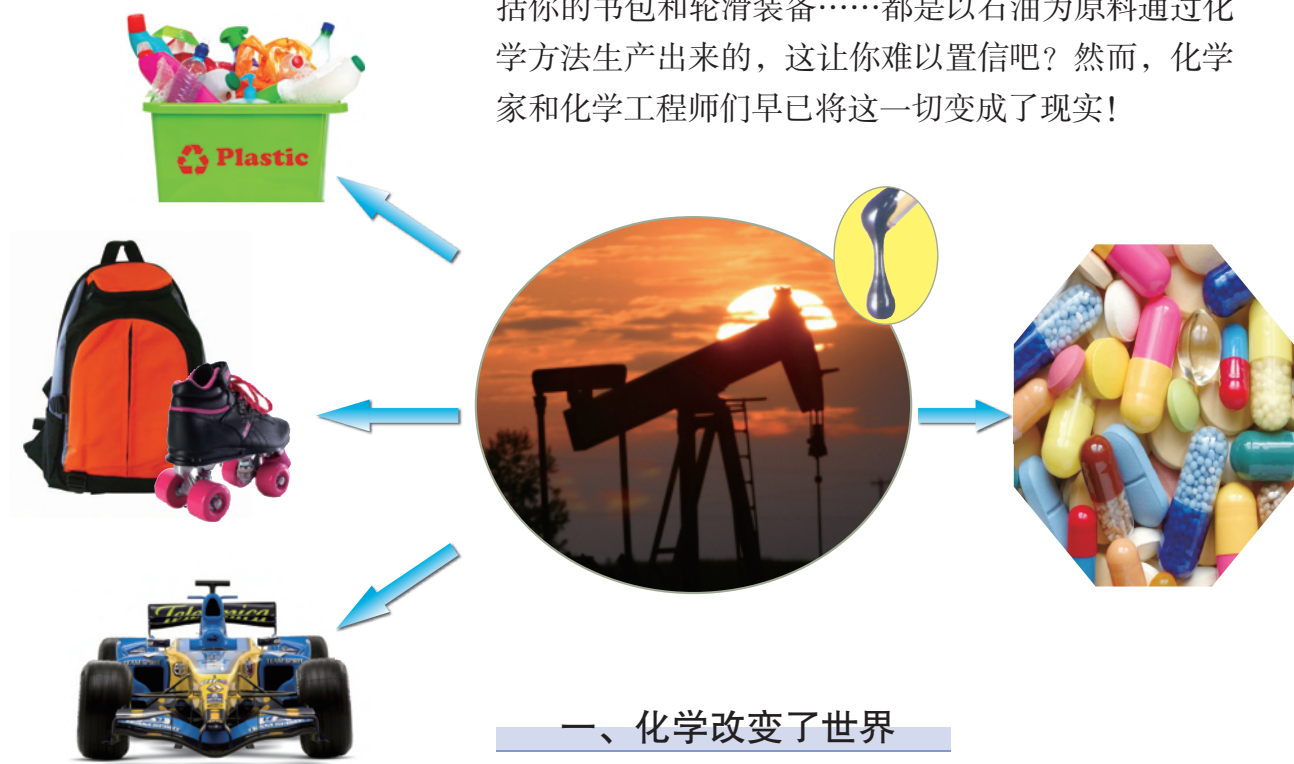 括你的书包和轮滑装备……都是以石油为原料通过化
学方法生产出来的，这让你难以置信吧？然而，化学
家和化学工程师们早已将这一切变成了现实！
Plastic
Telefonica
一、化学改变了世界